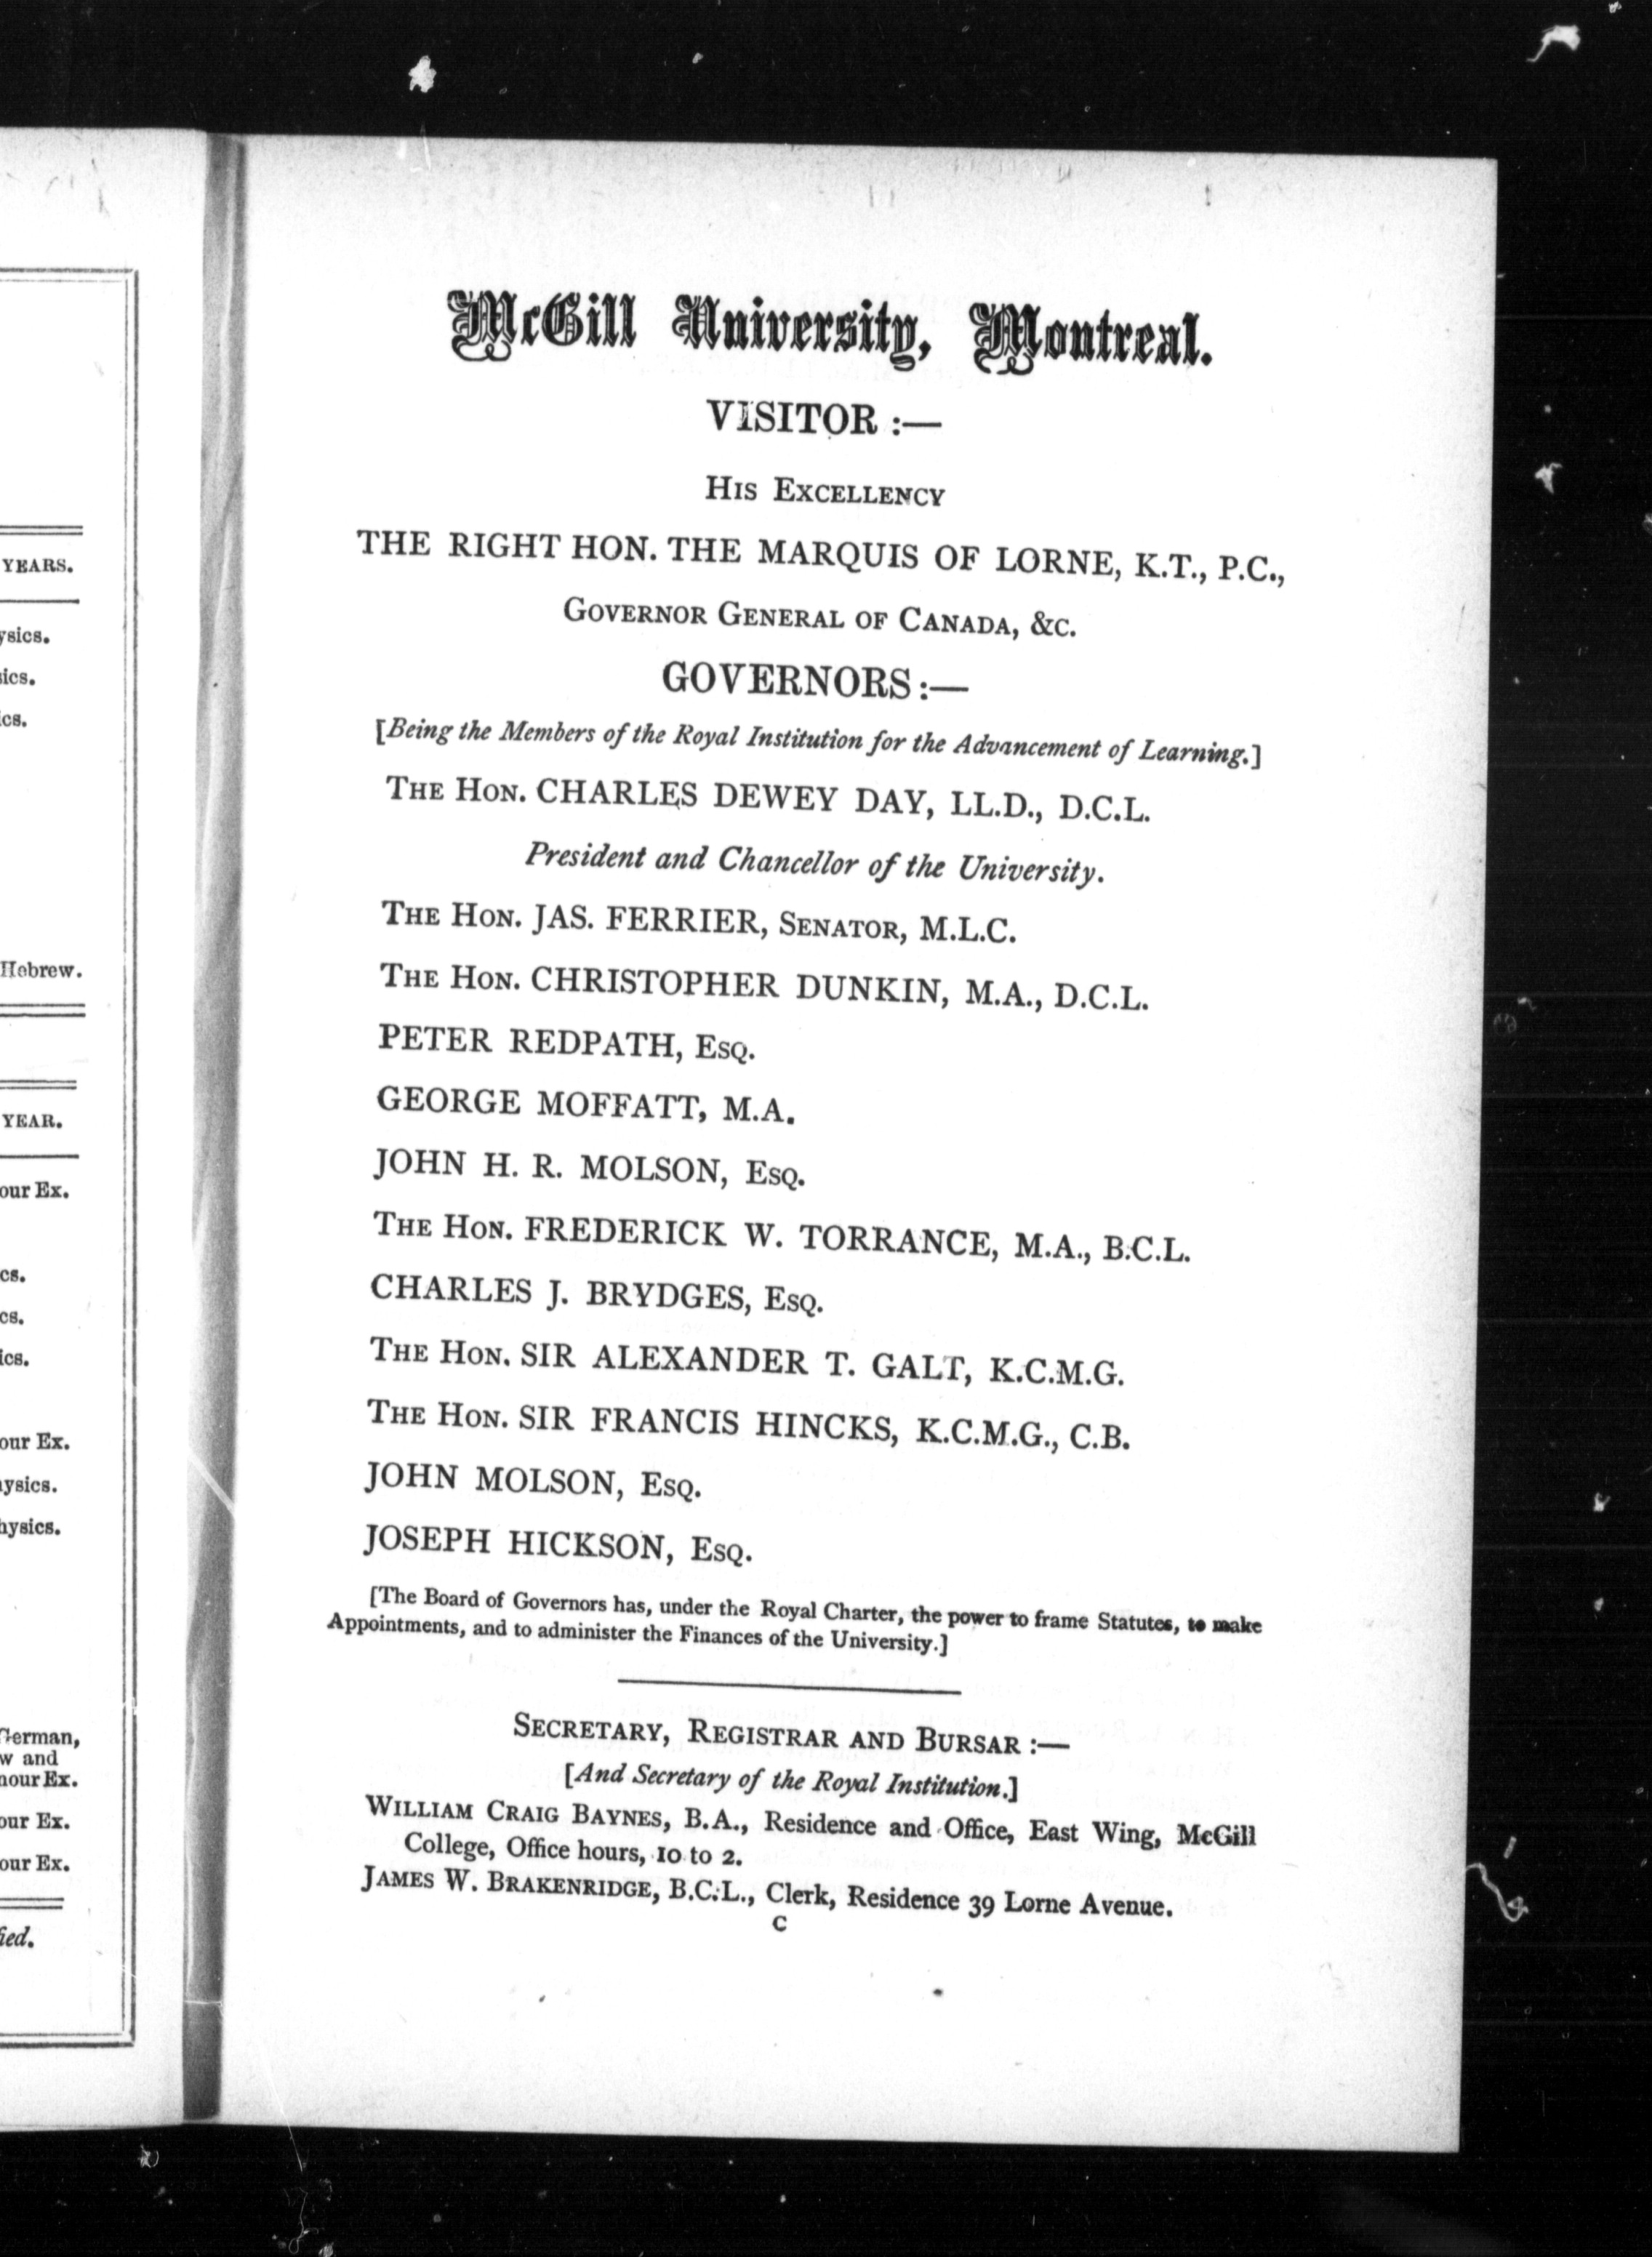 YEARS.
Hebrew.
YEAR.
our Ex.
our Ex.
German,
and
our Ex.
our Ex.
McGill University, Montreal.
VISITOR :—
His Excellency
THE RIGHT HON. THE MARQUIS OF LORNE, K.T., P.C.,
Governor General of Canada, &c.
GOVERNORS :—
[Being the Members of the Royal Institution for the Advancement of Learning.]
The Hon. CHARLES DEWEY DAY, LL.D., D.C.L.
President and Chancellor of the University.
The Hon. JAS. FERRIER, Senator, M.L.C.
The Hon. CHRISTOPHER DUNKIN, M.A., D.C.L.
PETER REDPATH, Esq.
GEORGE MOFFATT, M.A.
JOHN H. R. MOLSON, Esq.
The Hon. FREDERICK W. TORRANCE, M.A., B.C.L.
CHARLES J. BRYDGES, Esq.
The Hon. SIR ALEXANDER T. GALT, K.C.M.G.
The Hon. SIR FRANCIS HINCKS, K.C.M.G., C.B.
JOHN MOLSON, Esq.
JOSEPH HICKSON, Esq.
[The Board of Governors has, under the Royal Charter, the power to frame Statutes, to make
Appointments, and to administer the Finances of the University.]
Secretary, Registrar and Bursar :—
[And Secretary of the Royal Institution.]
William Craig Baynes, B.A., Residence and Office, East Wing, McGill
College, Office hours, 10 to 2.
James W. Brakenridge, B.C.L., Clerk, Residence 39 Lorne Avenue.
C